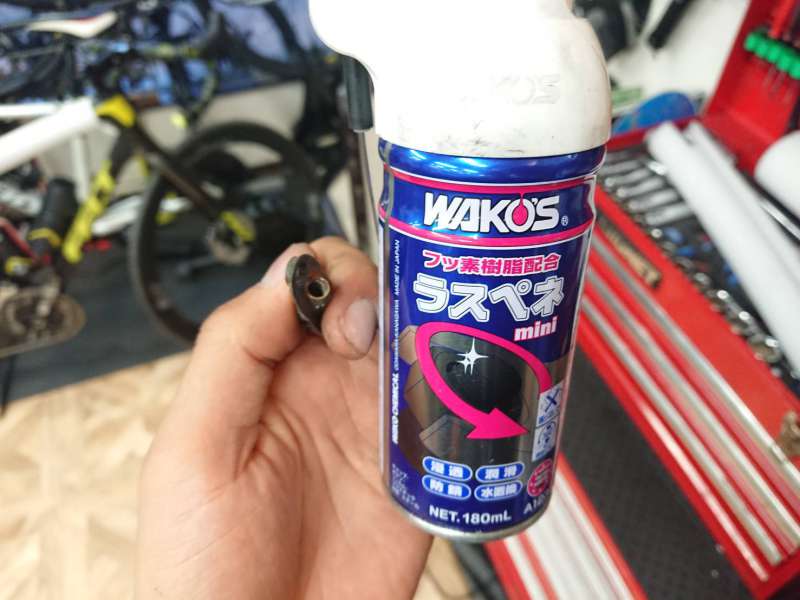 WAKO'S
WAKO'S®
フッ素樹脂配合
ラスペネ
mini
MADE IN JAPAN
浸透
潤滑
防錆
水置換
NET. 180mL